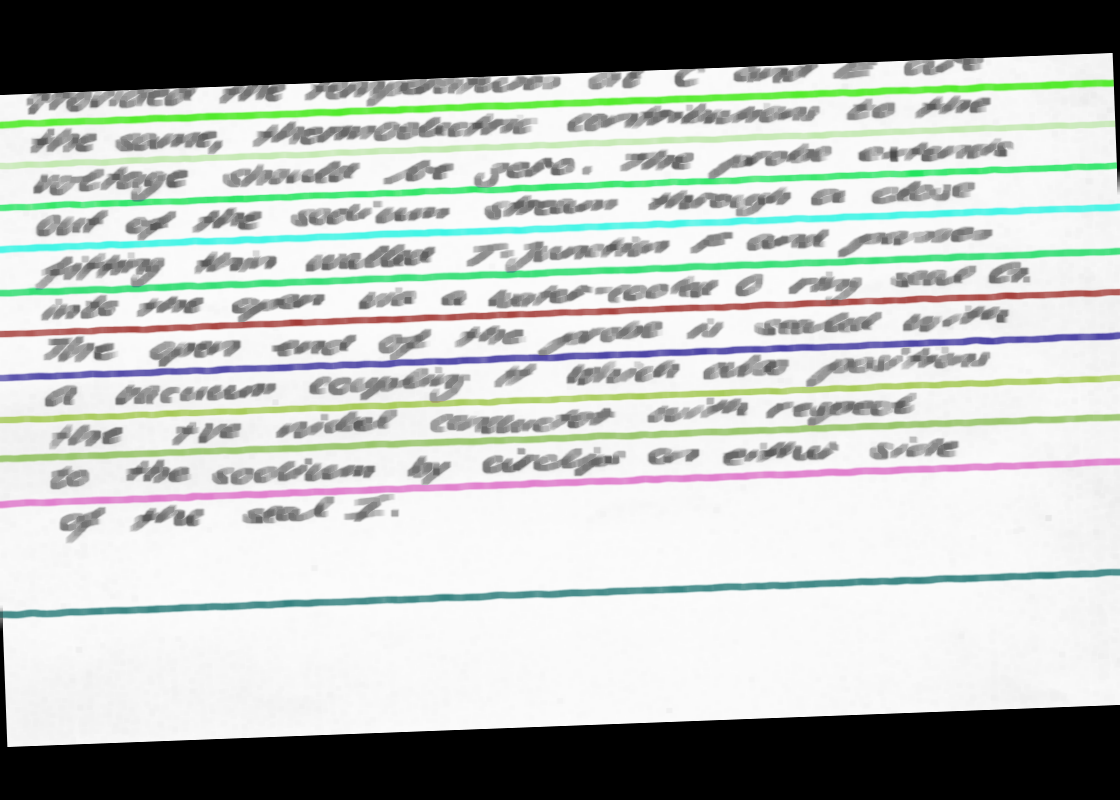 Provided the temperatures at C and E are
the same, thermoelectric contributions to the
voltage should be zero. The probe extends
out of the sodium stream through a close
fitting thin walled T-junction F and passes
into the open via a water-cooled O ring seal G.
The open end of the probe is sealed with
a vacuum coupling H which also positions
the +ve nickel conductor with respect
to the sodium by circlips on either side
of the seal I.